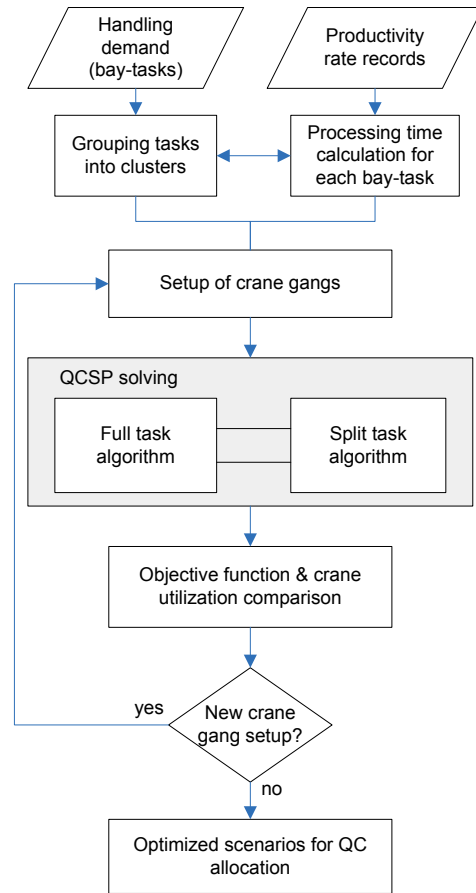 Handling
demand
(bay-tasks)
Productivity
rate records
Grouping tasks
into clusters
Processing time
calculation for
each bay-task
Setup of crane gangs
QCSP solving
Full task
algorithm
Split task
algorithm
Objective function & crane
utilization comparison
yes
New crane
gang setup?
no
Optimized scenarios for QC
allocation